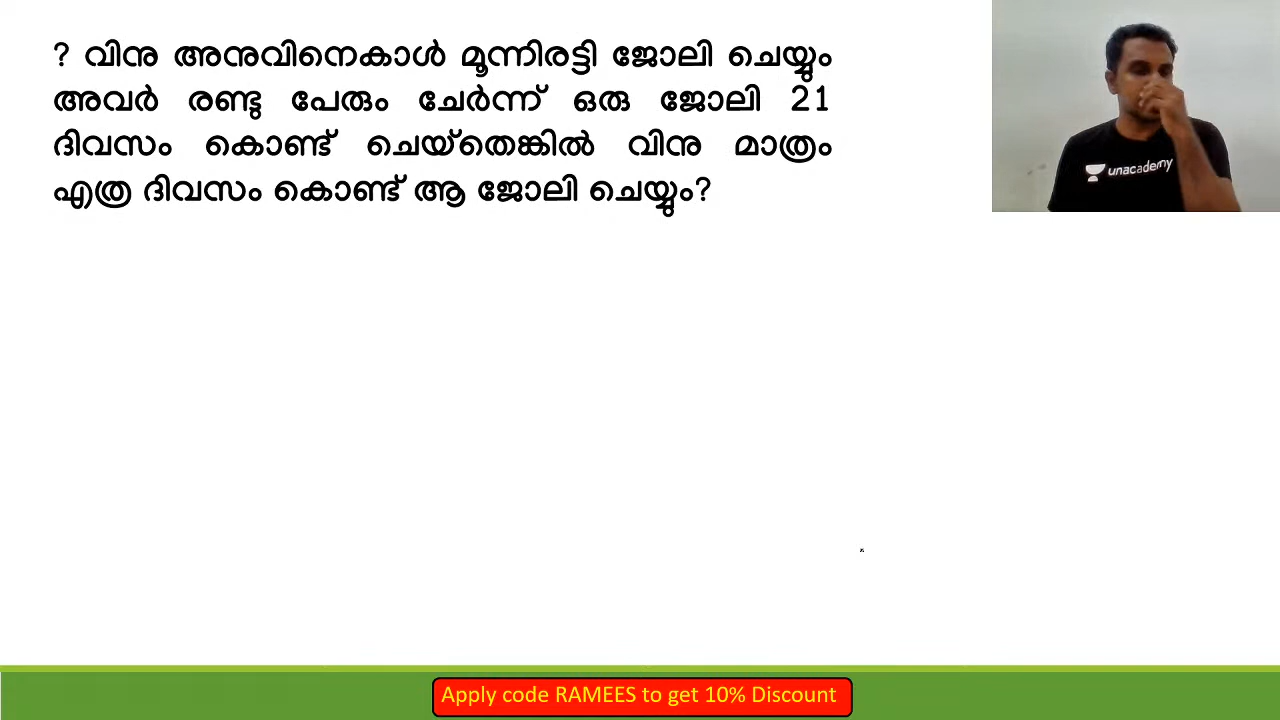 ? വിനു അനുവിനെകാൾ മൂന്നിരട്ടി ജോലി ചെയ്യും
അവർ രണ്ടു പേരും ചേർന്ന് ഒരു ജോലി 21
ദിവസം കൊണ്ട് ചെയ്തെങ്കിൽ വിനു മാത്രം
എത്ര ദിവസം കൊണ്ട് ആ ജോലി ചെയ്യും?
unacademy
Apply code RAMEES to get 10% Discount